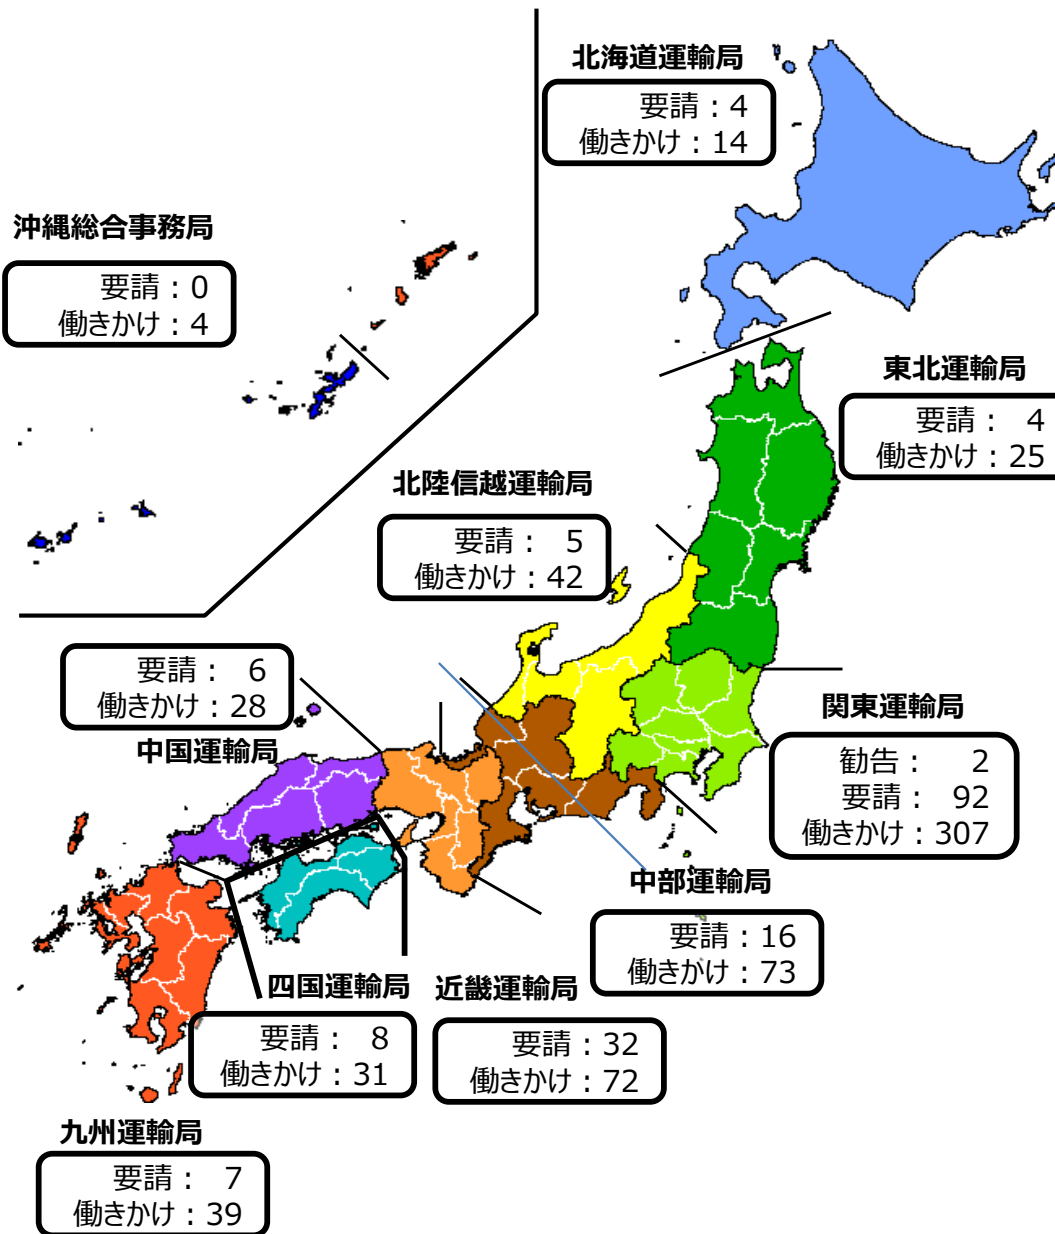 北海道運輸局
要請：4
働きかけ：14
沖縄総合事務局
要請：0
働きかけ：4
東北運輸局
要請： 4
働きかけ：25
北陸信越運輸局
要請： 5
働きかけ：42
要請： 6
働きかけ：28
中国運輸局
関東運輸局
勧告： 2
要請： 92
働きかけ：307
中部運輸局
要請：16
働きかけ：73
四国運輸局
要請： 8
働きかけ：31
近畿運輸局
要請：32
働きかけ：72
九州運輸局
要請： 7
働きかけ：39